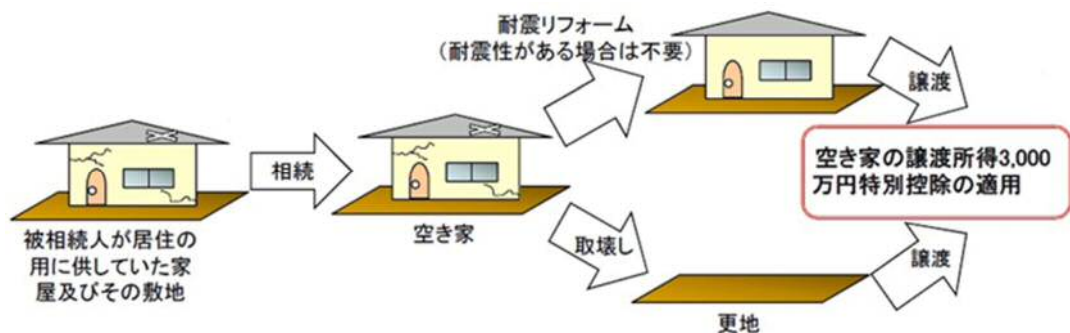 被相続人が居住の
用に供していた家
屋及びその敷地
相続
空き家
耐震リフォーム
（耐震性がある場合は不要）
取壊し
更地
譲渡
譲渡
空き家の譲渡所得3,000
万円特別控除の適用